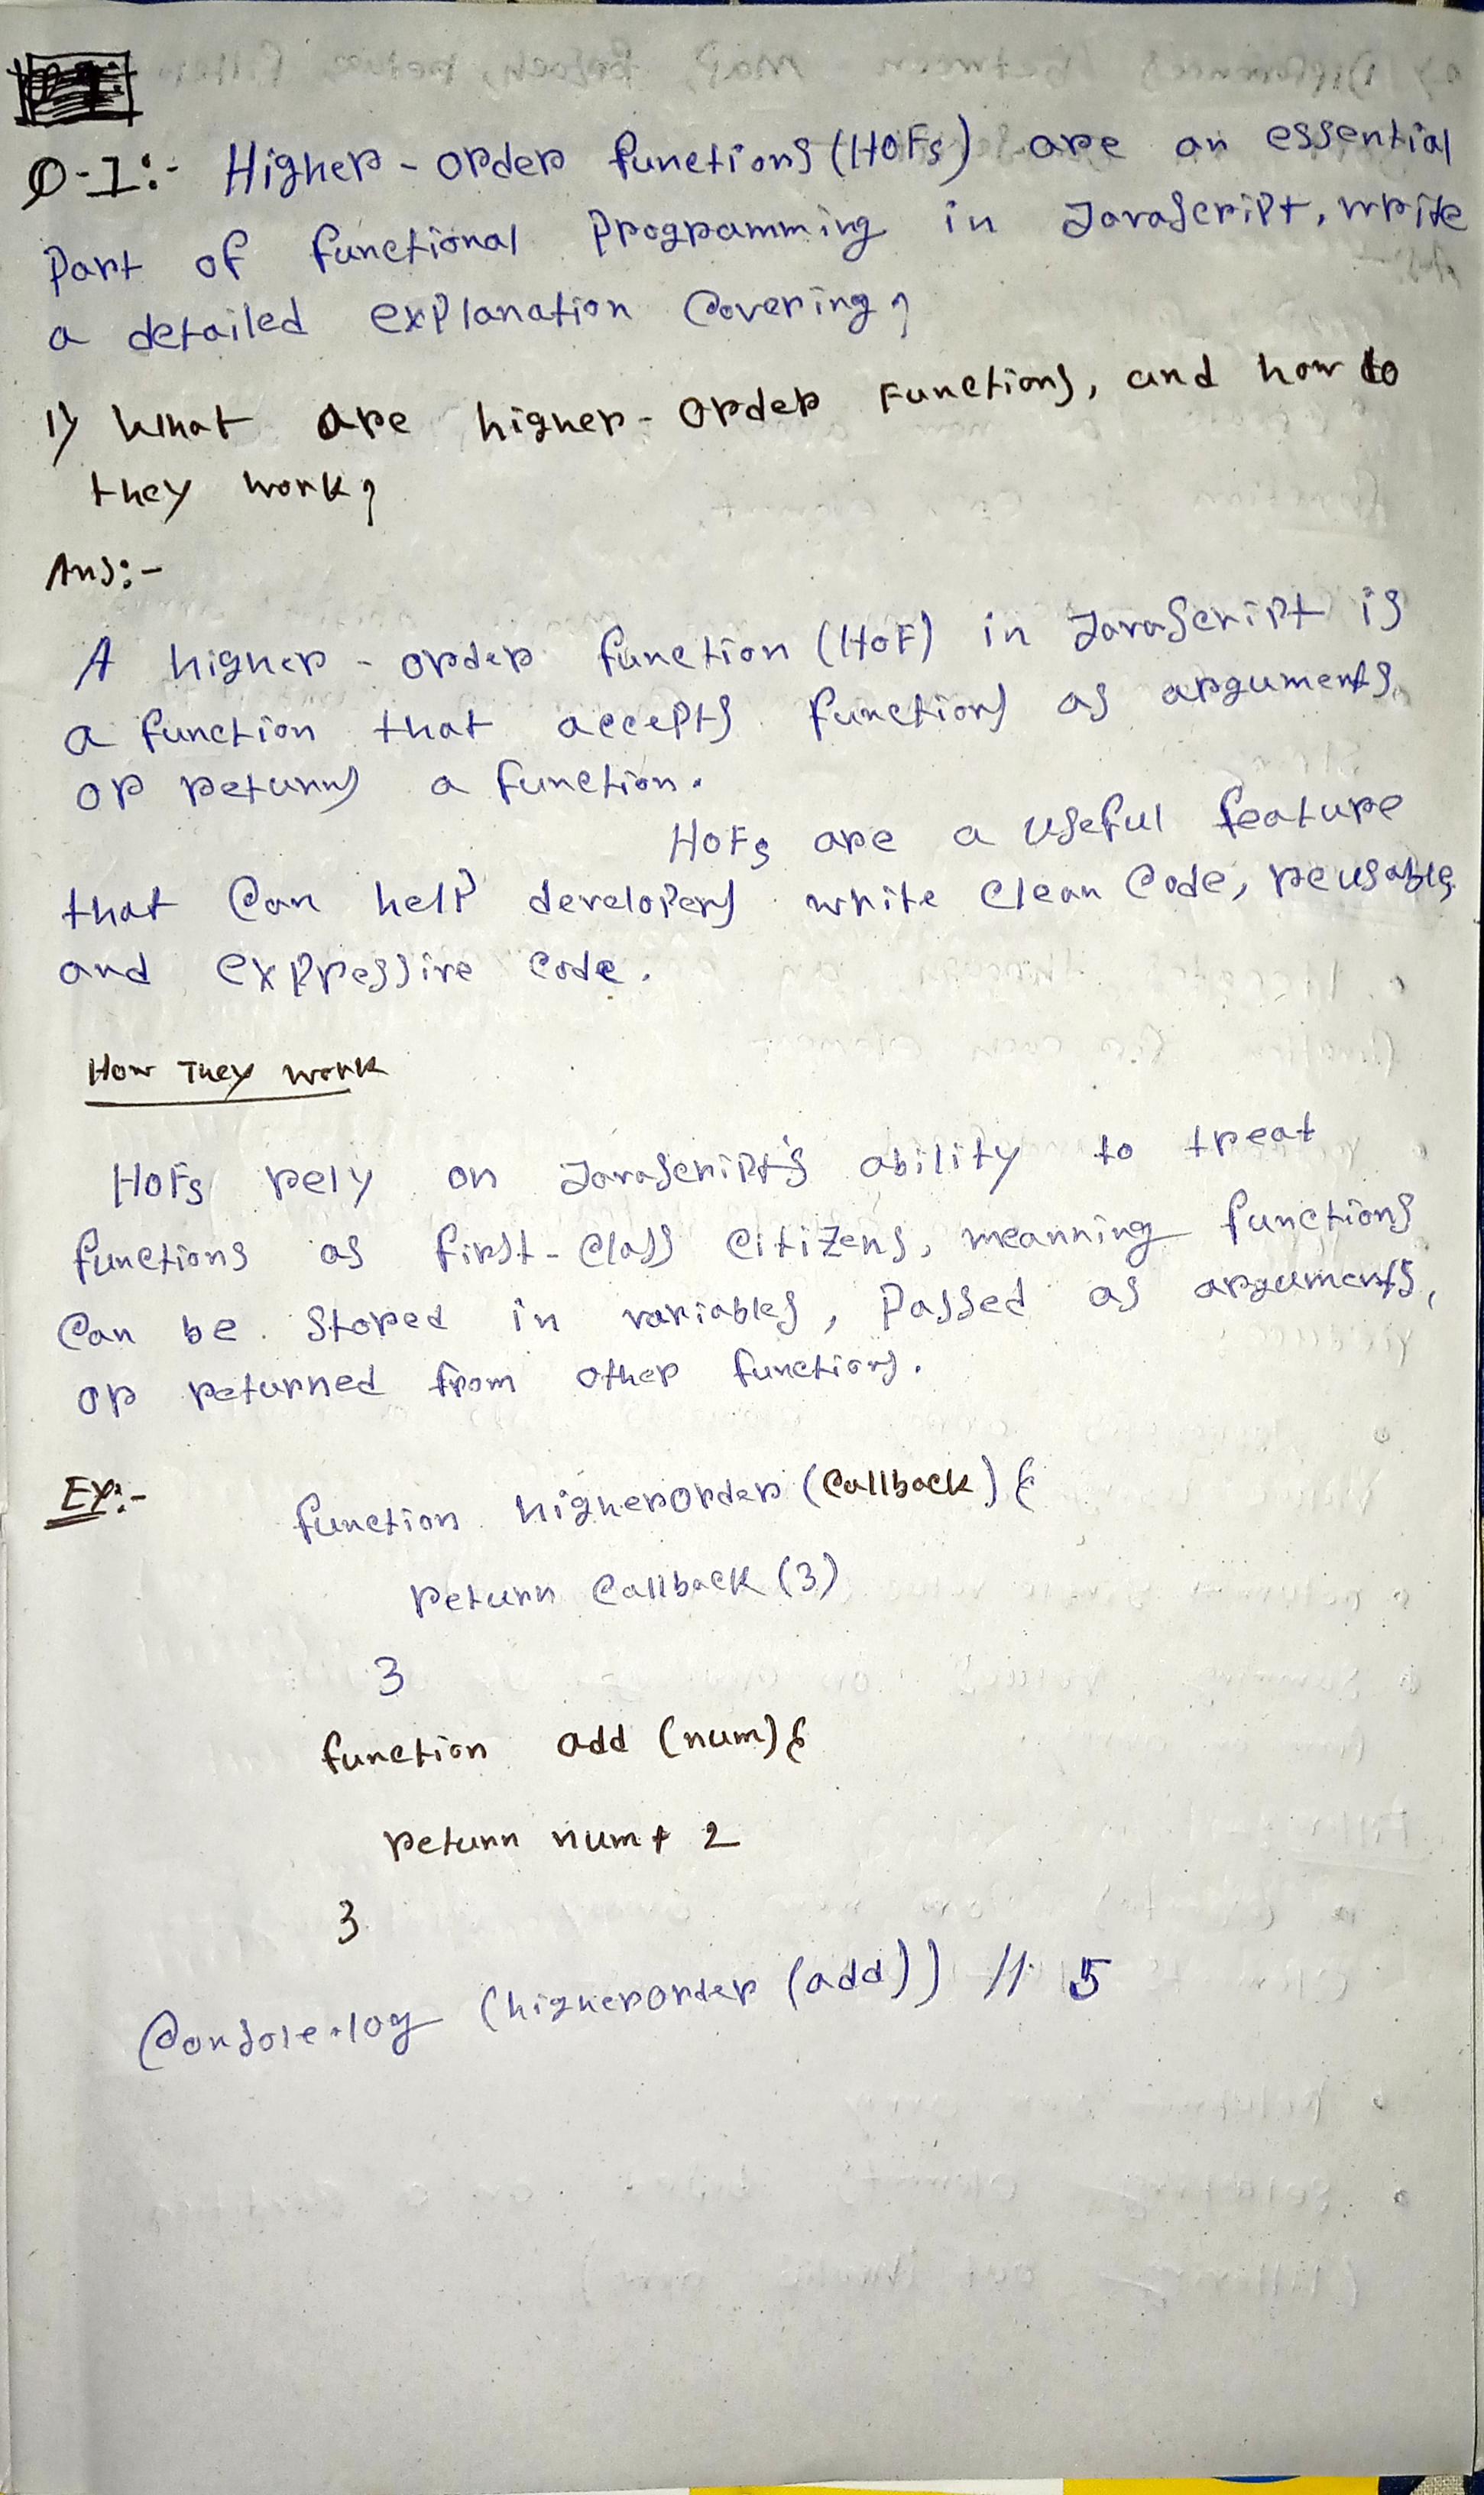 Q-1:- Higher-order functions (HOFs) are an essential
part of functional programming in JavaScript, write
a detailed explanation covering,
1) What are higher-order Functions, and how do
they work?
Ans:-
A higher-order function (HOF) in JavaScript is
a function that accepts functions as arguments
or returns a function.
HOFs are a useful feature
that can help developers write clean code, reusable
and expressive code.
How They work
HOFs rely on JavaScript's ability to treat
functions as first-class citizens, meanning functions
can be stored in variables, passed as arguments,
or returned from other functions.
Ex:-
function higherorder (callback) {
return callback (3)
}
function add (num) {
return num + 2
}
Console.log (higherorder (add)) // 5